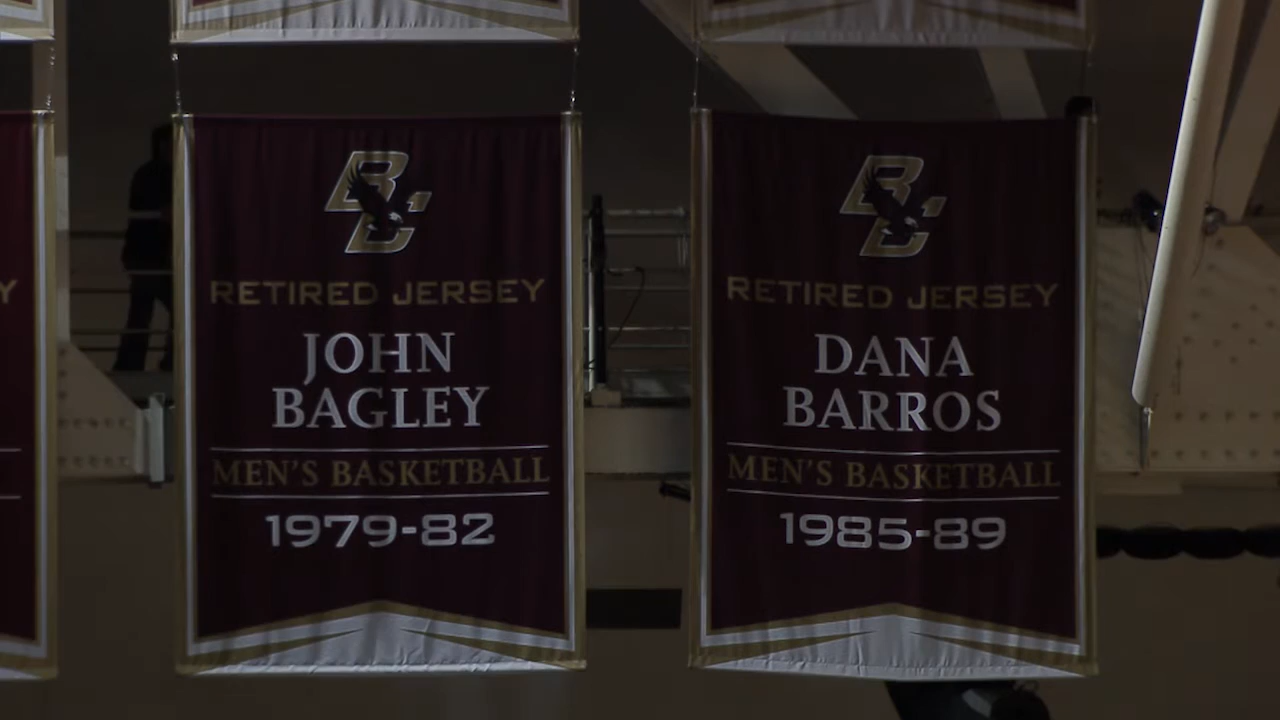 BC
RETIRED JERSEY
JOHN
BAGLEY
MEN'S BASKETBALL
1979-82
BC
RETIRED JERSEY
DANA
BARROS
MEN'S BASKETBALL
1985-89
Y